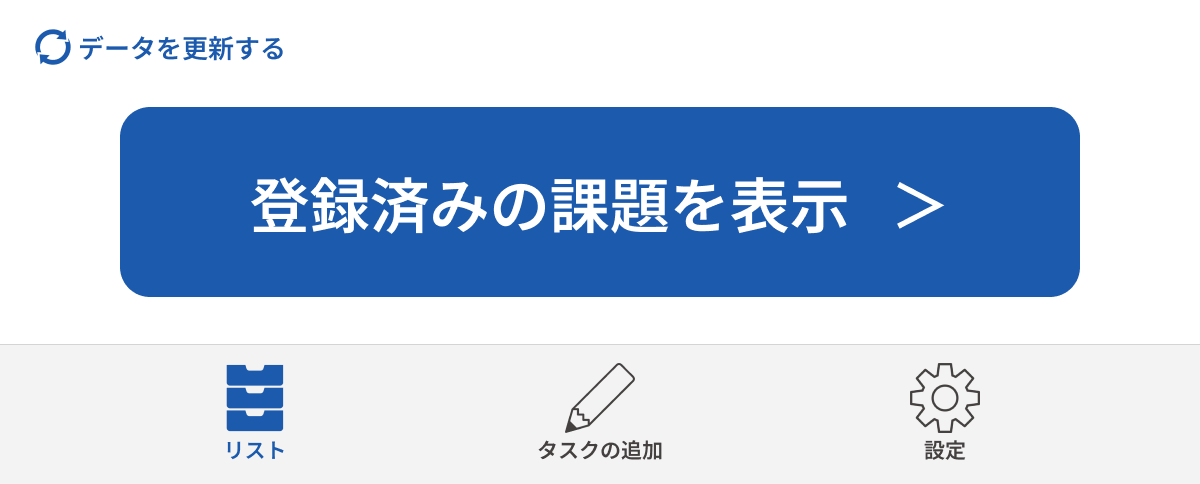 データを更新する
登録済みの課題を表示 ＞
リスト
タスクの追加
設定